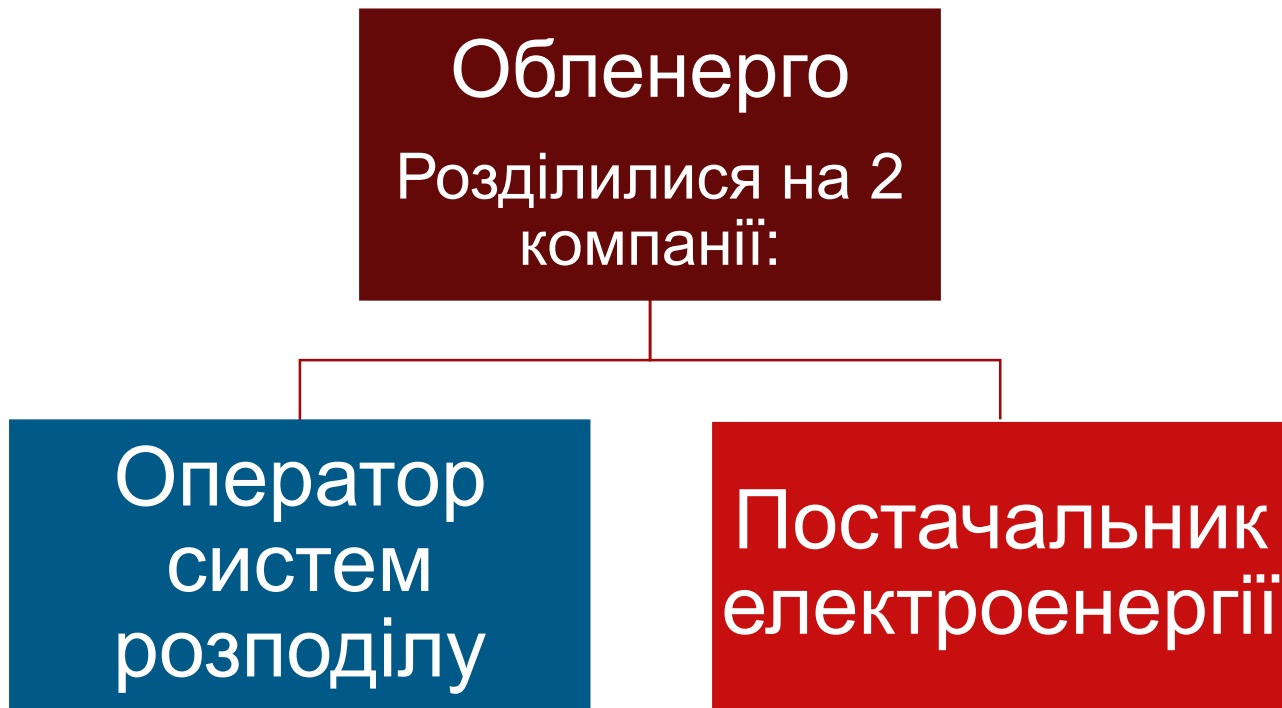 Обленерго
Розділилися на 2
компанії:
Оператор
систем
розподілу
Постачальник
електроенергії